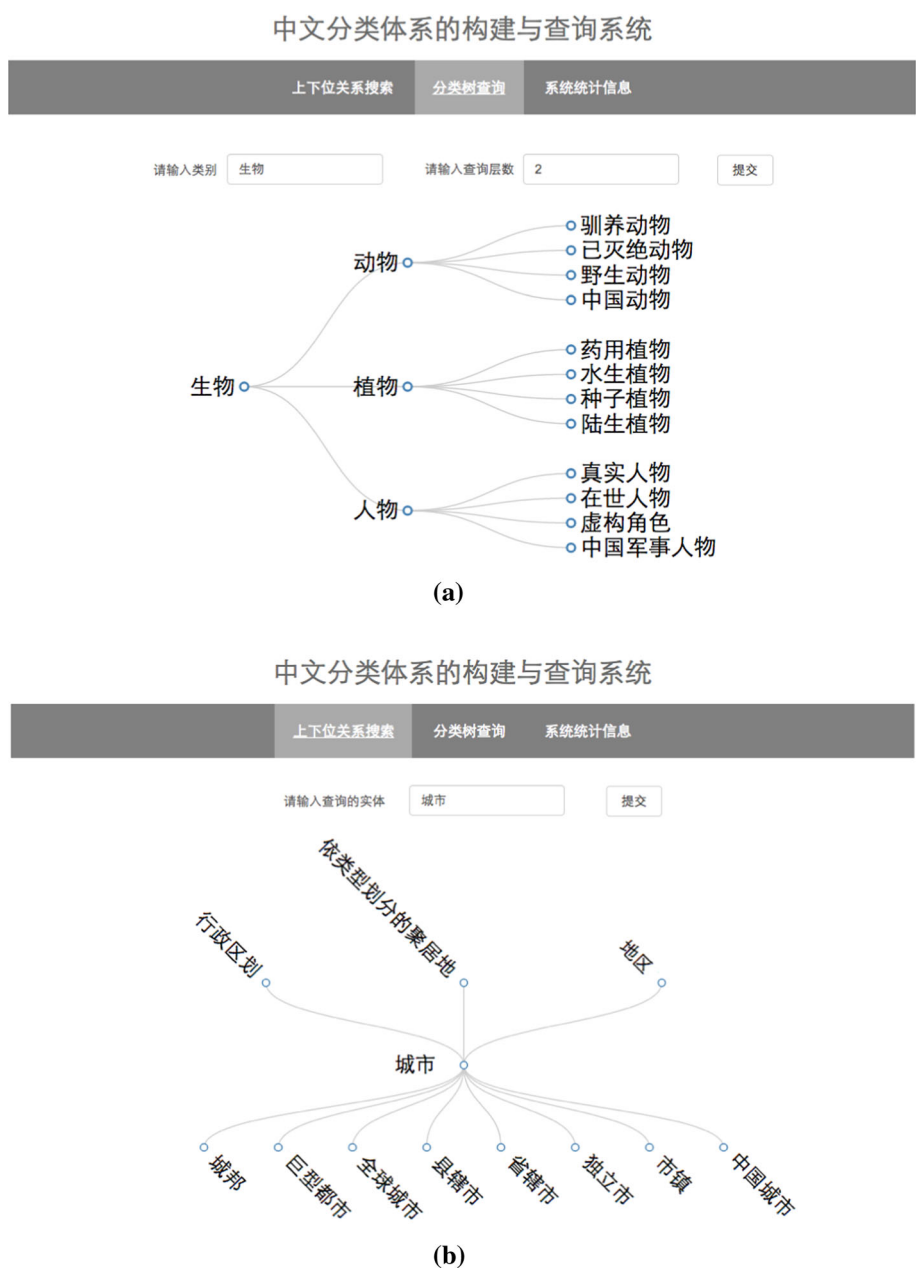 中文分类体系的构建与查询系统
上下位关系搜索 分类树查询 系统统计信息
请输入类别 生物 请输入查询层数 2 提交
驯养动物
已灭绝动物
动物
野生动物
中国动物
药用植物
水生植物
生物 植物
种子植物
陆生植物
真实人物
在世人物
人物
虚构角色
中国军事人物
(a)
中文分类体系的构建与查询系统
上下位关系搜索 分类树查询 系统统计信息
请输入查询的实体 城市 提交
行政区划 依类型划分的聚居地 地区
城市
城邦 巨型都市 全球城市 县辖市 省辖市 独立市 市镇 中国城市
(b)